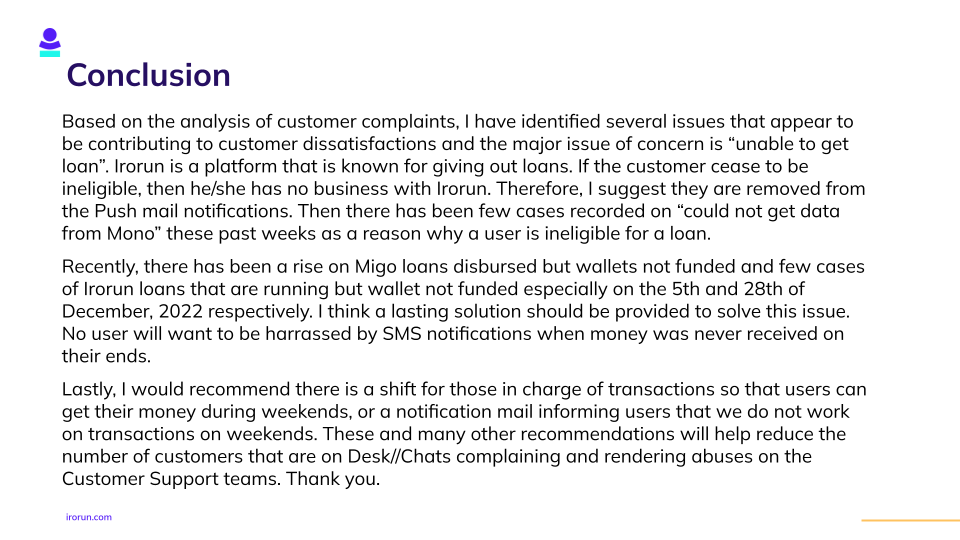 Conclusion
Based on the analysis of customer complaints, I have identified several issues that appear to
be contributing to customer dissatisfactions and the major issue of concern is “unable to get
loan”. Irorun is a platform that is known for giving out loans. If the customer cease to be
ineligible, then he/she has no business with Irorun. Therefore, I suggest they are removed from
the Push mail notifications. Then there has been few cases recorded on “could not get data
from Mono” these past weeks as a reason why a user is ineligible for a loan.
Recently, there has been a rise on Migo loans disbursed but wallets not funded and few cases
of Irorun loans that are running but wallet not funded especially on the 5th and 28th of
December, 2022 respectively. I think a lasting solution should be provided to solve this issue.
No user will want to be harrassed by SMS notifications when money was never received on
their ends.
Lastly, I would recommend there is a shift for those in charge of transactions so that users can
get their money during weekends, or a notification mail informing users that we do not work
on transactions on weekends. These and many other recommendations will help reduce the
number of customers that are on Desk//Chats complaining and rendering abuses on the
Customer Support teams. Thank you.
irorun.com